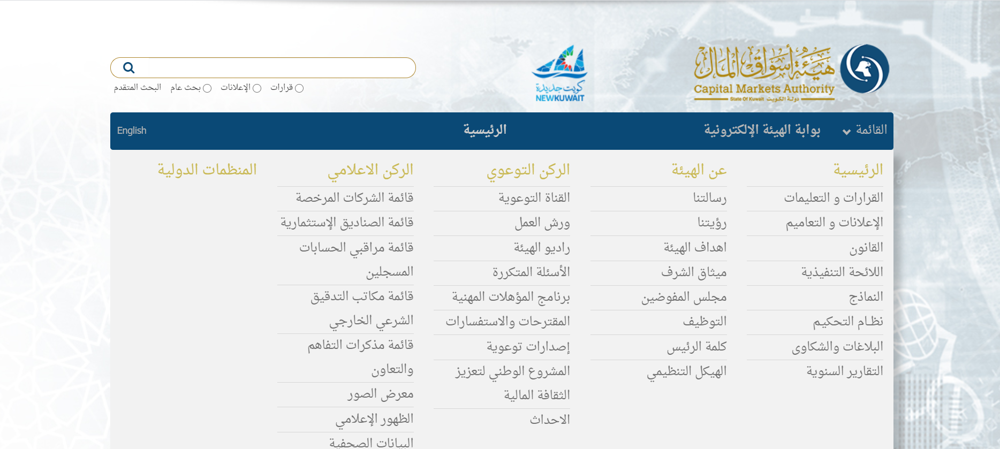 هيئة أسواق المال
Capital Markets Authority
State Of Kuwait دولة الكويت
كويت جديدة
NEWKUWAIT
قرارات
الإعلانات
بحث عام
البحث المتقدم
القائمة
بوابة الهيئة الإلكترونية
الرئيسية
English
الرئيسية
القرارات و التعليمات
الإعلانات و التعاميم
القانون
اللائحة التنفيذية
النماذج
نظـام التحكيـم
البلاغات والشكاوى
التقارير السنوية
عن الهيئة
رسالتنا
رؤيتنا
اهداف الهيئة
ميثاق الشرف
مجلس المفوضين
التوظيف
كلمة الرئيس
الهيكل التنظيمي
الركن التوعوي
القناة التوعوية
ورش العمل
راديو الهيئة
الأسئلة المتكررة
برنامج المؤهلات المهنية
المقترحات والاستفسارات
إصدارات توعوية
المشروع الوطني لتعزيز
الثقافة المالية
الاحداث
الركن الاعلامي
قائمة الشركات المرخصة
قائمة الصناديق الإستثمارية
قائمة مراقبي الحسابات
المسجلين
قائمة مكاتب التدقيق
الشرعي الخارجي
قائمة مذكرات التفاهم
والتعاون
معرض الصور
الظهور الإعلامي
البيانات الصحفية
المنظمات الدولية